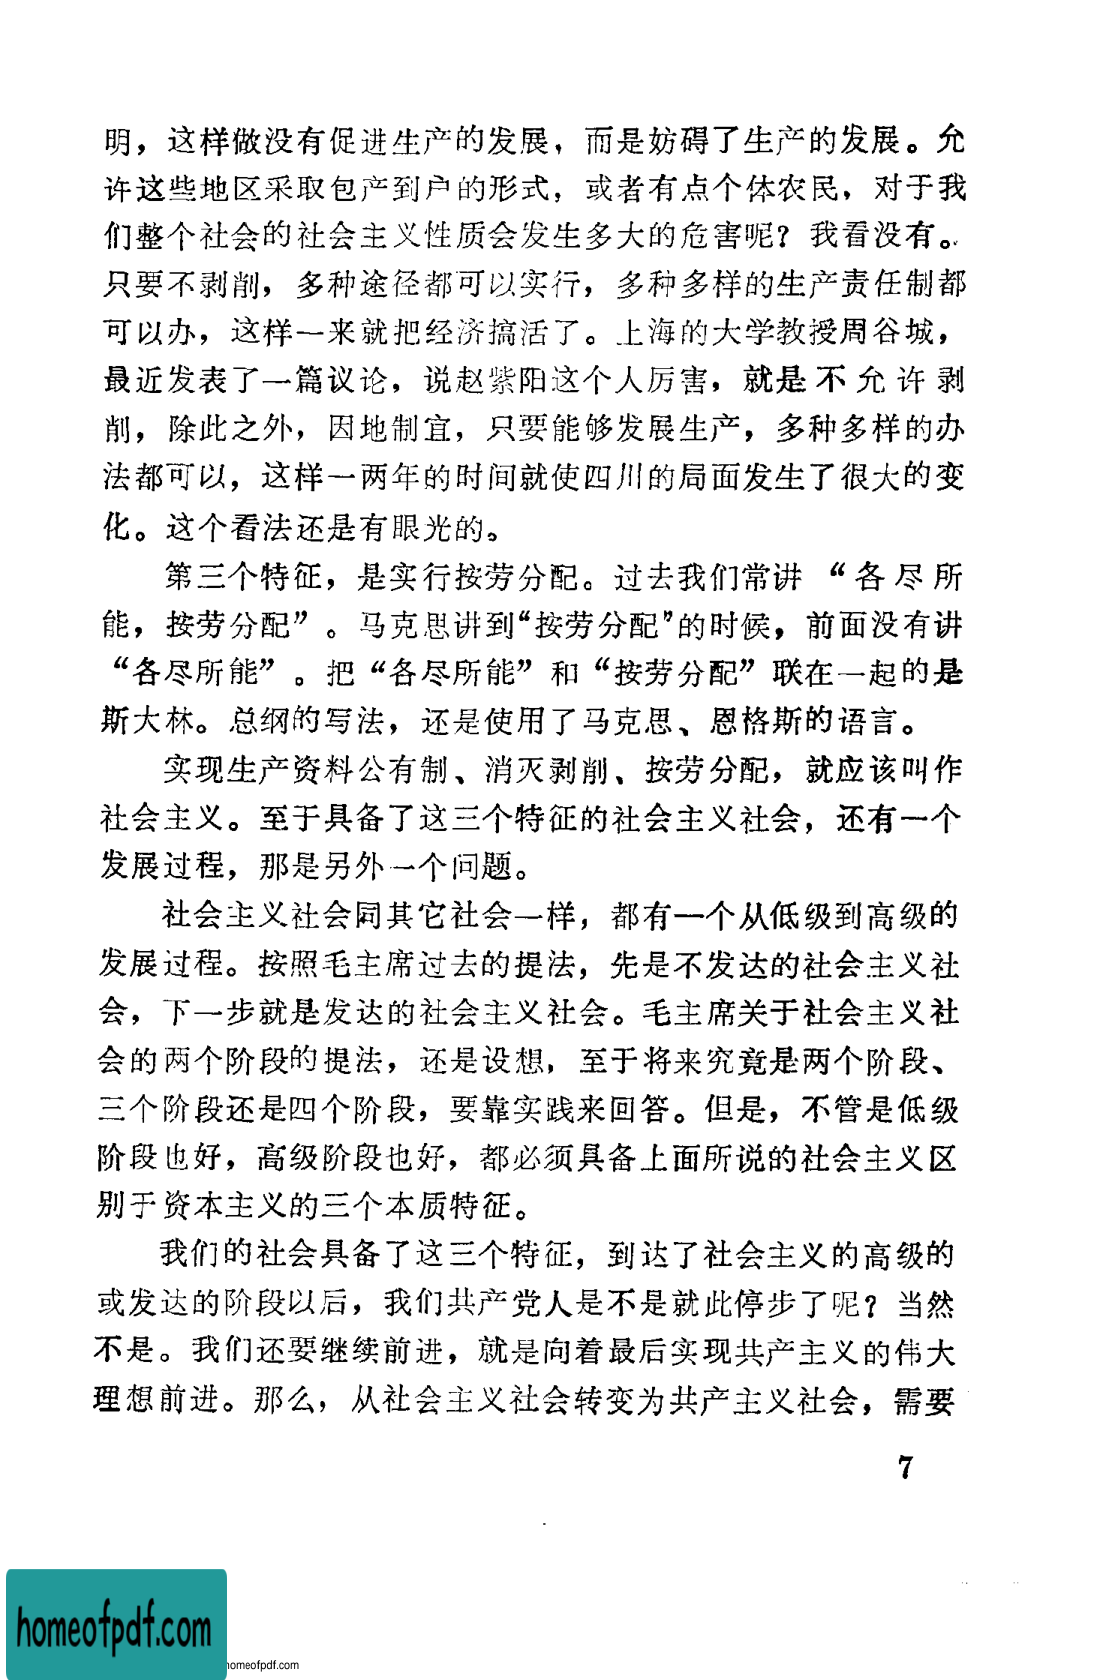 明，这样做没有促进生产的发展，而是妨碍了生产的发展。允
许这些地区采取包产到户的形式，或者有点个体农民，对于我
们整个社会的社会主义性质会发生多大的危害呢？我看没有。
只要不剥削，多种途径都可以实行，多种多样的生产责任制都
可以办，这样一来就把经济搞活了。上海的大学教授周谷城，
最近发表了一篇议论，说赵紫阳这个人厉害，就是不允许剥
削，除此之外，因地制宜，只要能够发展生产，多种多样的办
法都可以，这样一两年的时间就使四川的局面发生了很大的变
化。这个看法还是有眼光的。
第三个特征，是实行按劳分配。过去我们常讲“各尽所
能，按劳分配”。马克思讲到“按劳分配”的时候，前面没有讲
“各尽所能”。把“各尽所能”和“按劳分配”联在一起的是
斯大林。总纲的写法，还是使用了马克思、恩格斯的语言。
实现生产资料公有制、消灭剥削、按劳分配，就应该叫作
社会主义。至于具备了这三个特征的社会主义社会，还有一个
发展过程，那是另外一个问题。
社会主义社会同其它社会一样，都有一个从低级到高级的
发展过程。按照毛主席过去的提法，先是不发达的社会主义社
会，下一步就是发达的社会主义社会。毛主席关于社会主义社
会的两个阶段的提法，还是设想，至于将来究竟是两个阶段、
三个阶段还是四个阶段，要靠实践来回答。但是，不管是低级
阶段也好，高级阶段也好，都必须具备上面所说的社会主义区
别于资本主义的三个本质特征。
我们的社会具备了这三个特征，到达了社会主义的高级的
或发达的阶段以后，我们共产党人是不是就此停步了呢？当然
不是。我们还要继续前进，就是向着最后实现共产主义的伟大
理想前进。那么，从社会主义社会转变为共产主义社会，需要
7
homeofpdf.com
homeofpdf.com